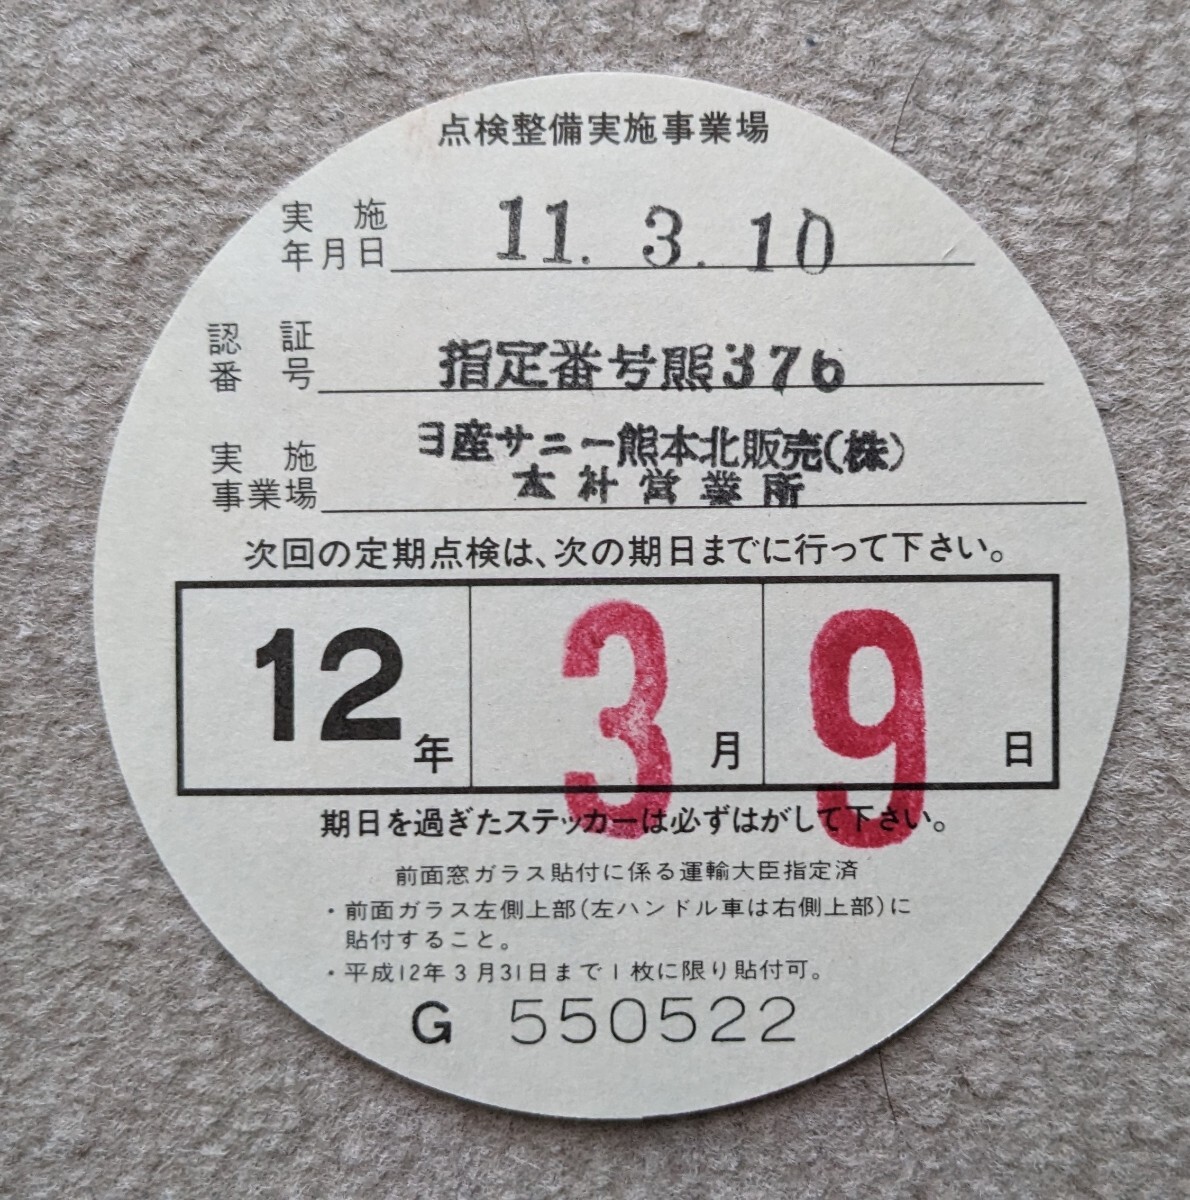 点検整備実施事業場
実施
年月日 11. 3. 10
認証
番号 指定番号熊376
実施
事業場 日産サニー熊本北販売(株)
本社営業所
次回の定期点検は、次の期日までに行って下さい。
12年 3月 9日
期日を過ぎたステッカーは必ずはがして下さい。
前面窓ガラス貼付に係る運輸大臣指定済
・前面ガラス左側上部(左ハンドル車は右側上部)に
貼付すること。
・平成12年3月31日まで1枚に限り貼付可。
G 550522